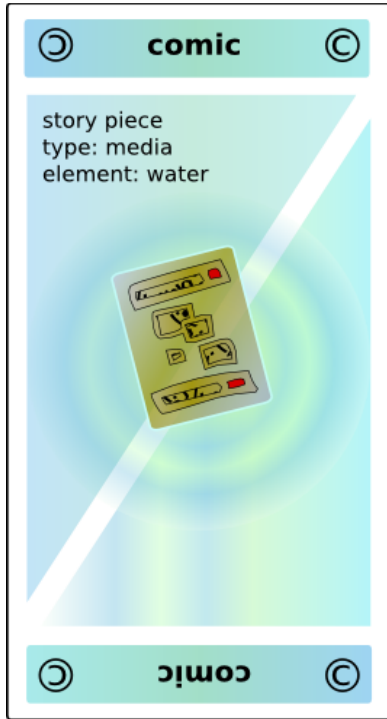 🄯 comic ©
story piece
type: media
element: water
🄯 comic ©